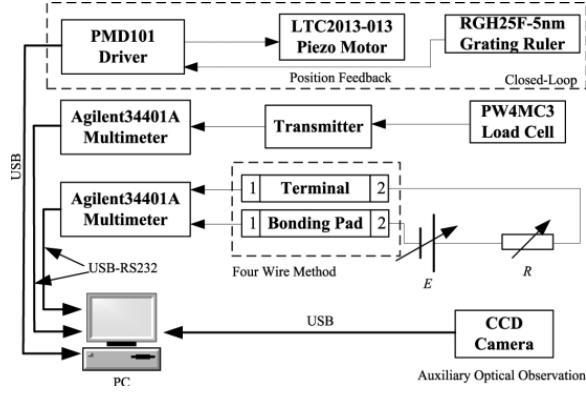 PMD101
Driver
LTC2013-013
Piezo Motor
RGH25F-5nm
Grating Ruler
Position Feedback
Closed-Loop
USB
Agilent34401A
Multimeter
Transmitter
PW4MC3
Load Cell
Agilent34401A
Multimeter
1 Terminal 2
1 Bonding Pad 2
Four Wire Method
E
R
USB-RS232
USB
CCD
Camera
PC
Auxiliary Optical Observation